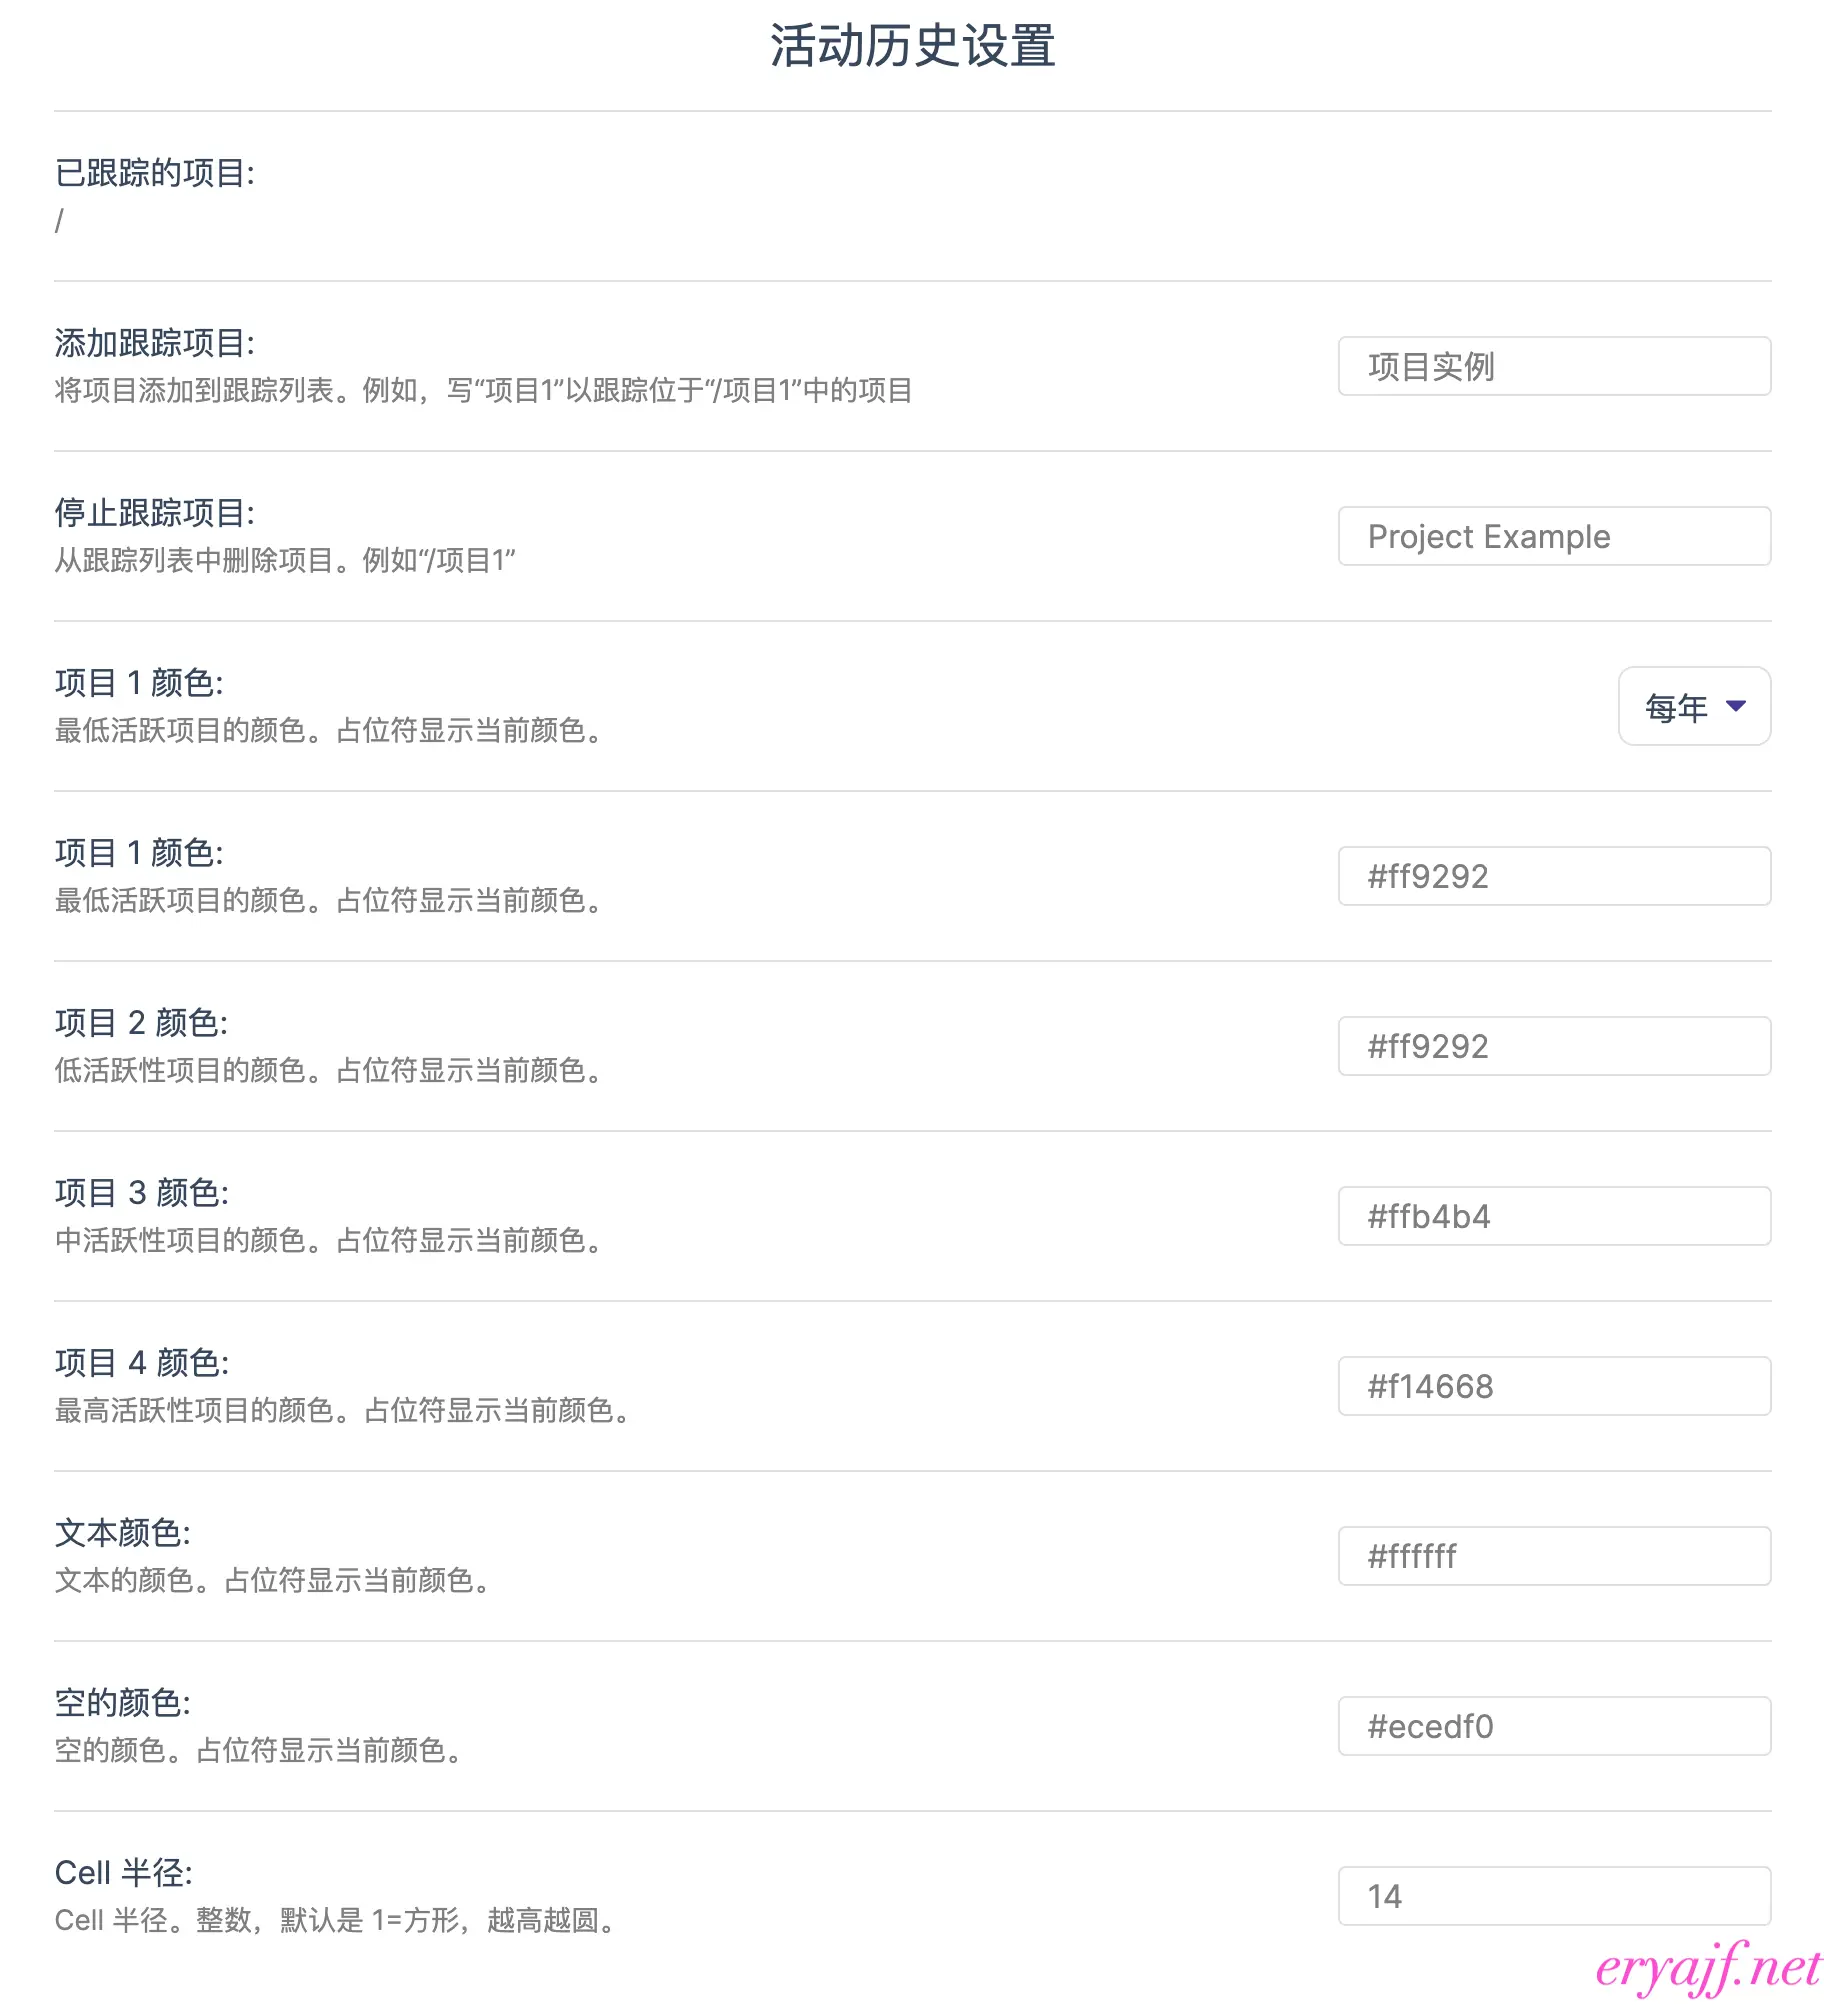 活动历史设置
已跟踪的项目:
/
添加跟踪项目:
将项目添加到跟踪列表。例如，写“项目1”以跟踪位于“/项目1”中的项目
项目实例
停止跟踪项目:
从跟踪列表中删除项目。例如“/项目1”
Project Example
项目 1 颜色:
最低活跃项目的颜色。占位符显示当前颜色。
每年
项目 1 颜色:
最低活跃项目的颜色。占位符显示当前颜色。
#ff9292
项目 2 颜色:
低活跃性项目的颜色。占位符显示当前颜色。
#ff9292
项目 3 颜色:
中活跃性项目的颜色。占位符显示当前颜色。
#ffb4b4
项目 4 颜色:
最高活跃性项目的颜色。占位符显示当前颜色。
#f14668
文本颜色:
文本的颜色。占位符显示当前颜色。
#ffffff
空的颜色:
空的颜色。占位符显示当前颜色。
#ecedf0
Cell 半径:
Cell 半径。整数，默认是 1=方形，越高越圆。
14
eryajf.net